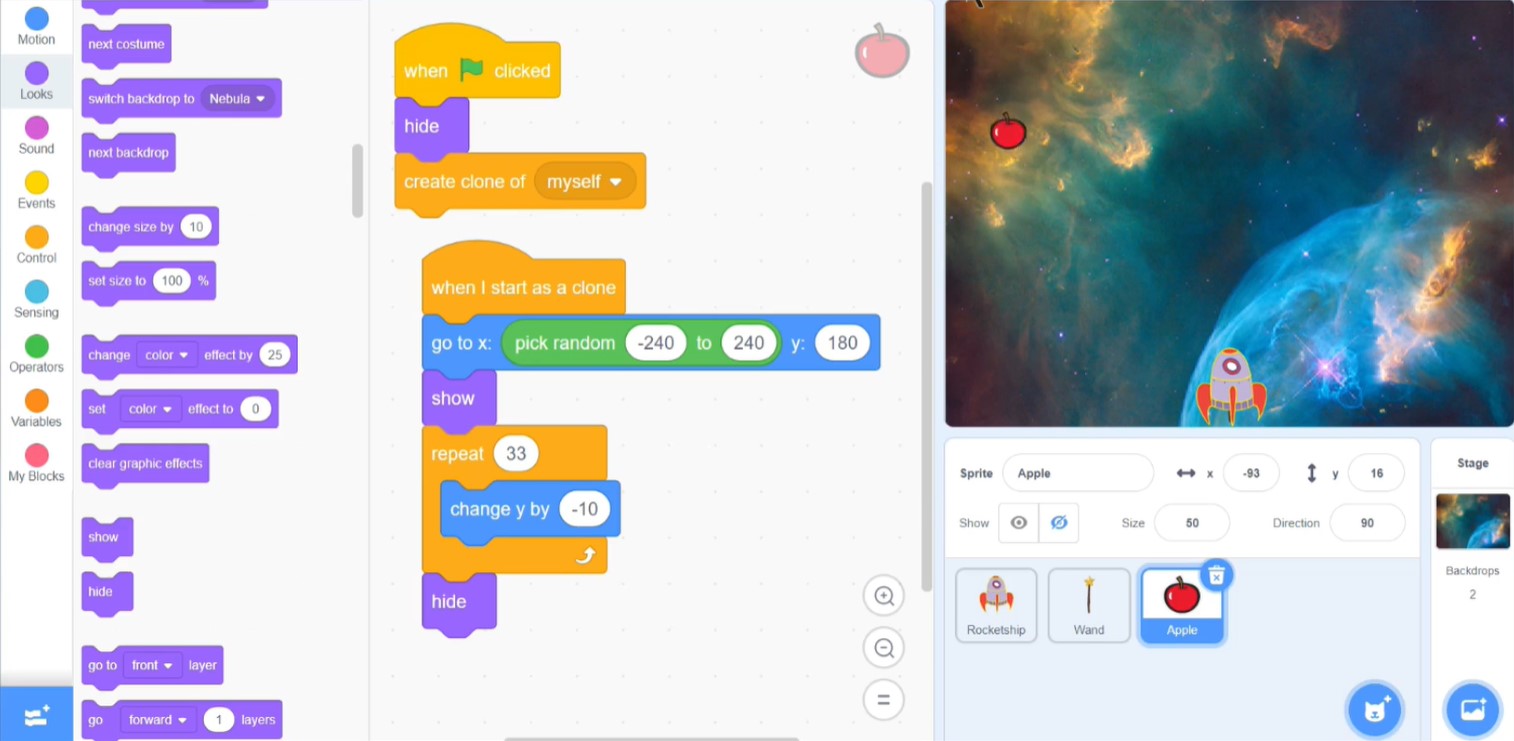 Motion
Looks
Sound
Events
Control
Sensing
Operators
Variables
My Blocks
next costume
switch backdrop to Nebula
next backdrop
change size by 10
set size to 100 %
change color effect by 25
set color effect to 0
clear graphic effects
show
hide
go to front layer
go forward 1 layers
when clicked
hide
create clone of myself
when I start as a clone
go to x: pick random -240 to 240 y: 180
show
repeat 33
change y by -10
hide
Sprite Apple x -93 y 16
Show Size 50 Direction 90
Rocketship
Wand
Apple
Stage
Backdrops
2